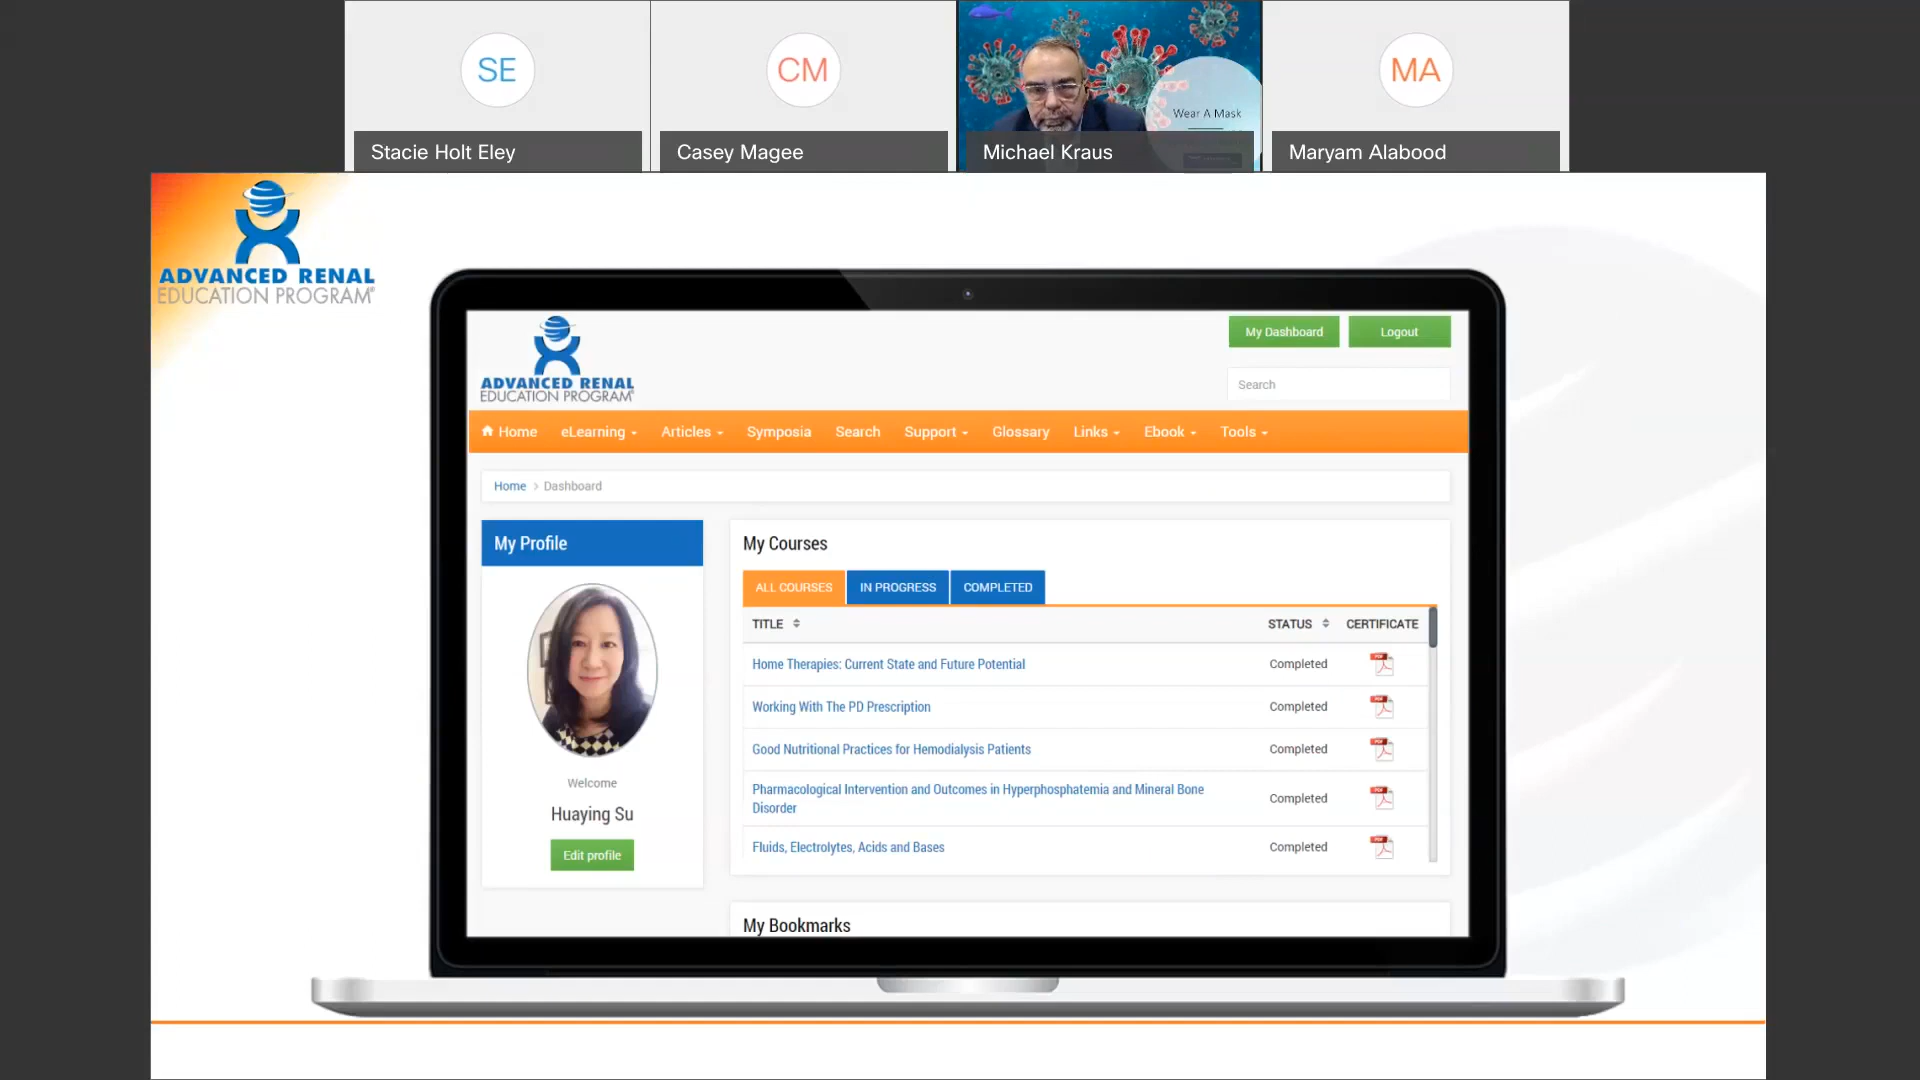 SE
CM
Wear A Mask
MA
Stacie Holt Eley
Casey Magee
Michael Kraus
Maryam Alabood
ADVANCED RENAL
EDUCATION PROGRAM®
ADVANCED RENAL
EDUCATION PROGRAM®
My Dashboard
Logout
Search
Home eLearning Articles Symposia Search Support Glossary Links Ebook Tools
Home > Dashboard
My Profile
Welcome
Huaying Su
Edit profile
My Courses
ALL COURSES IN PROGRESS COMPLETED
TITLE STATUS CERTIFICATE
Home Therapies: Current State and Future Potential Completed PDF
Working With The PD Prescription Completed PDF
Good Nutritional Practices for Hemodialysis Patients Completed PDF
Pharmacological Intervention and Outcomes in Hyperphosphatemia and Mineral Bone
Disorder Completed PDF
Fluids, Electrolytes, Acids and Bases Completed PDF
My Bookmarks